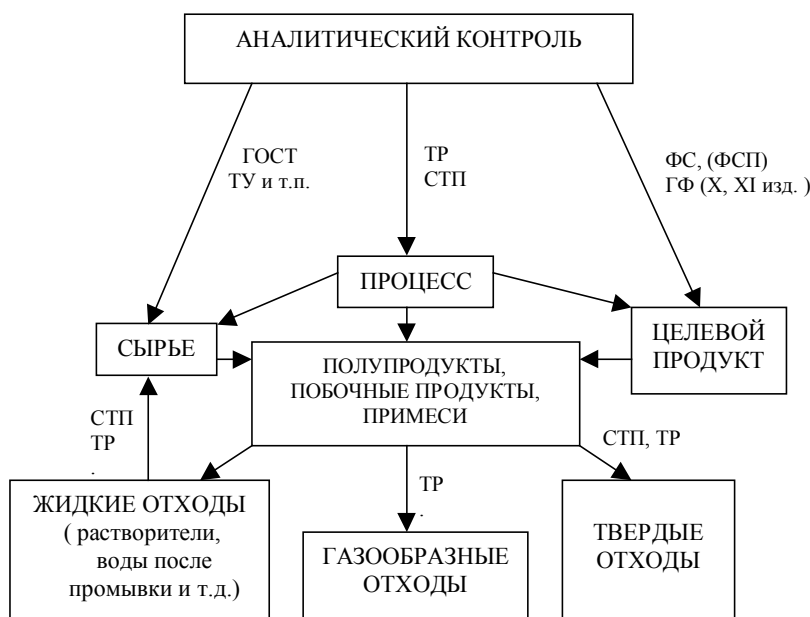 АНАЛИТИЧЕСКИЙ КОНТРОЛЬ
ГОСТ
ТУ и т.п.
ТР
СТП
ФС, (ФСП)
ГФ (X, XI изд. )
ПРОЦЕСС
СЫРЬЕ
ЦЕЛЕВОЙ
ПРОДУКТ
ПОЛУПРОДУКТЫ,
ПОБОЧНЫЕ ПРОДУКТЫ,
ПРИМЕСИ
СТП
ТР
.
СТП, ТР
ТР
.
ЖИДКИЕ ОТХОДЫ
( растворители,
воды после
промывки и т.д.)
ГАЗООБРАЗНЫЕ
ОТХОДЫ
ТВЕРДЫЕ
ОТХОДЫ